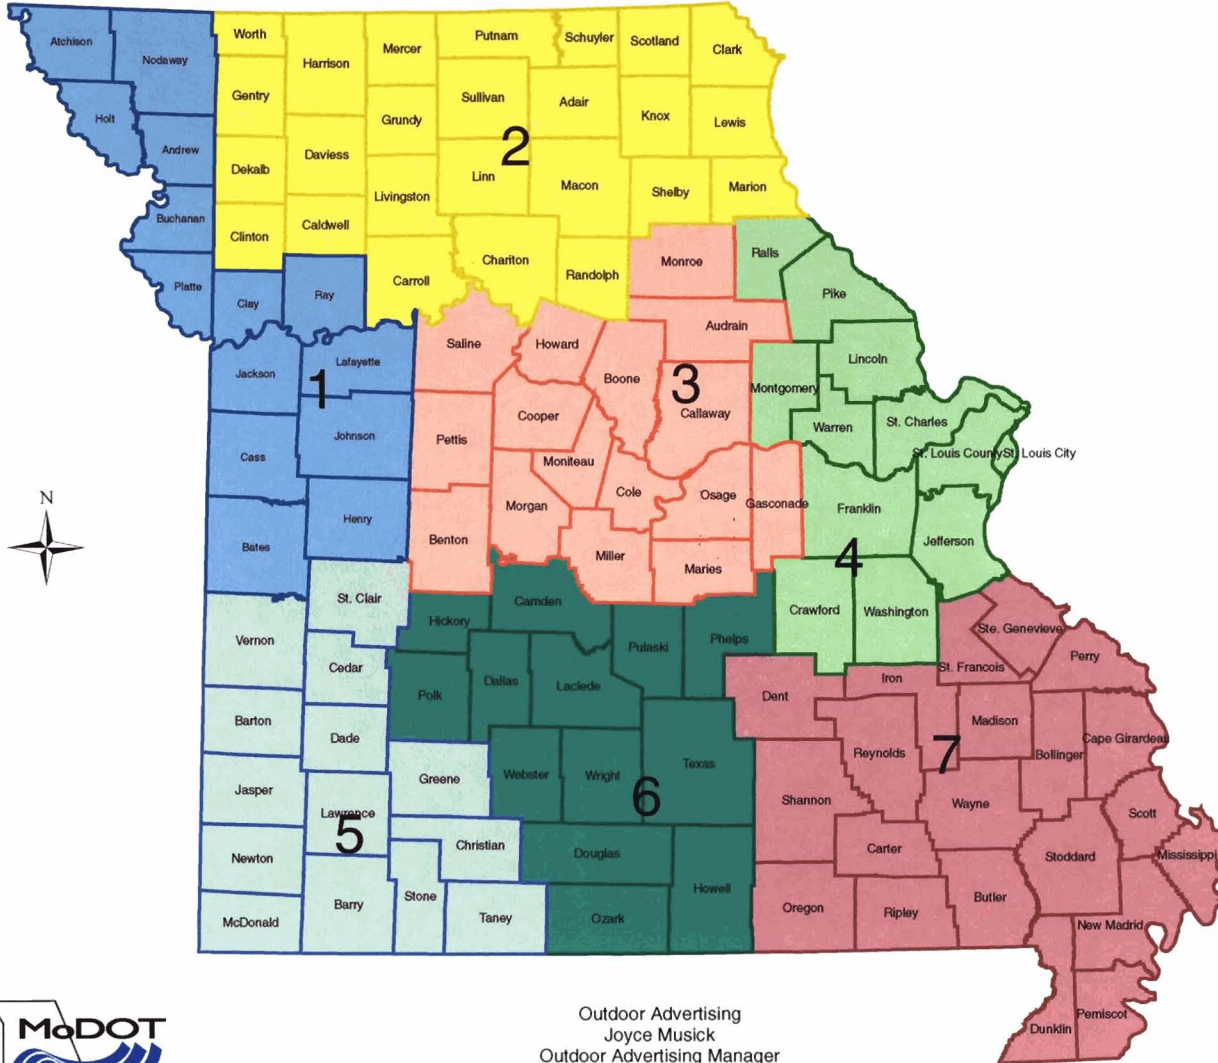 Atchison
Nodaway
Worth
Harrison
Mercer
Putnam
Schuyler
Scotland
Clark
Holt
Andrew
Gentry
Grundy
Sullivan
Adair
Knox
Lewis
2
Dekalb
Daviess
Livingston
Linn
Macon
Shelby
Marion
Buchanan
Clinton
Caldwell
Carroll
Chariton
Randolph
Monroe
Ralls
Platte
Clay
Ray
Pike
Audrain
Saline
Howard
Lincoln
Jackson
Lafayette
1
Boone
3
Montgomery
Callaway
Cooper
Warren
St. Charles
Johnson
Pettis
Cass
Moniteau
St. Louis County
St. Louis City
Cole
Osage
Gasconade
Morgan
Franklin
N
Henry
Benton
Bates
Miller
Maries
Jefferson
4
St. Clair
Camden
Hickory
Crawford
Washington
Vernon
Pulaski
Phelps
Ste. Genevieve
Cedar
St. Francois
Perry
Polk
Dallas
Laclede
Dent
Iron
Barton
Dade
Madison
Cape Girardeau
Reynolds
7
Bollinger
Greene
Webster
Wright
Texas
Jasper
6
Shannon
Wayne
Lawrence
5
Scott
Christian
Newton
Douglas
Carter
Stoddard
Mississippi
Howell
Stone
Barry
Taney
Ozark
Oregon
Ripley
Butler
McDonald
New Madrid
Pemiscot
Dunklin
MoDOT
Outdoor Advertising
Joyce Musick
Outdoor Advertising Manager